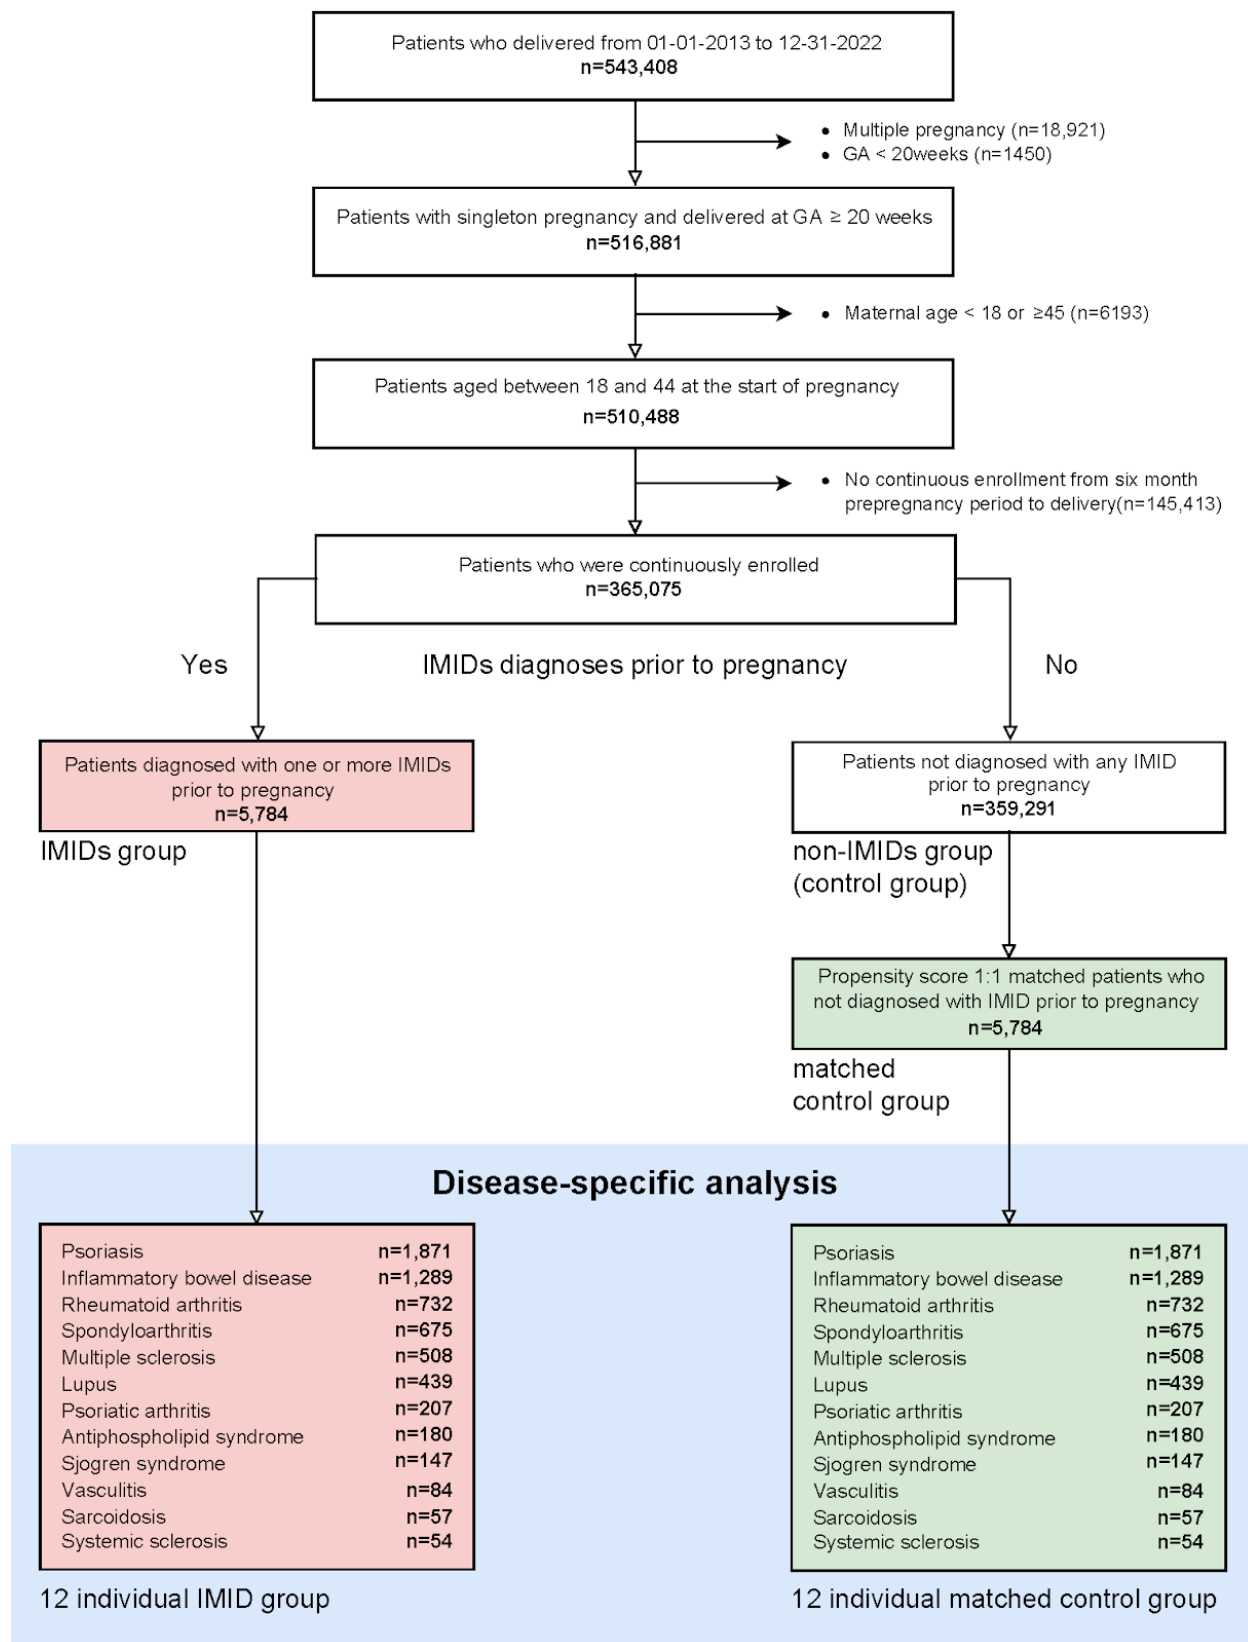 Patients who delivered from 01-01-2013 to 12-31-2022
n=543,408
• Multiple pregnancy (n=18,921)
• GA < 20weeks (n=1450)
Patients with singleton pregnancy and delivered at GA ≥ 20 weeks
n=516,881
• Maternal age < 18 or ≥45 (n=6193)
Patients aged between 18 and 44 at the start of pregnancy
n=510,488
• No continuous enrollment from six month
prepregnancy period to delivery(n=145,413)
Patients who were continuously enrolled
n=365,075
Yes
IMIDs diagnoses prior to pregnancy
No
Patients diagnosed with one or more IMIDs
prior to pregnancy
n=5,784
IMIDs group
Patients not diagnosed with any IMID
prior to pregnancy
n=359,291
non-IMIDs group
(control group)
Propensity score 1:1 matched patients who
not diagnosed with IMID prior to pregnancy
n=5,784
matched
control group
Disease-specific analysis
Psoriasis n=1,871
Inflammatory bowel disease n=1,289
Rheumatoid arthritis n=732
Spondyloarthritis n=675
Multiple sclerosis n=508
Lupus n=439
Psoriatic arthritis n=207
Antiphospholipid syndrome n=180
Sjogren syndrome n=147
Vasculitis n=84
Sarcoidosis n=57
Systemic sclerosis n=54
12 individual IMID group
Psoriasis n=1,871
Inflammatory bowel disease n=1,289
Rheumatoid arthritis n=732
Spondyloarthritis n=675
Multiple sclerosis n=508
Lupus n=439
Psoriatic arthritis n=207
Antiphospholipid syndrome n=180
Sjogren syndrome n=147
Vasculitis n=84
Sarcoidosis n=57
Systemic sclerosis n=54
12 individual matched control group